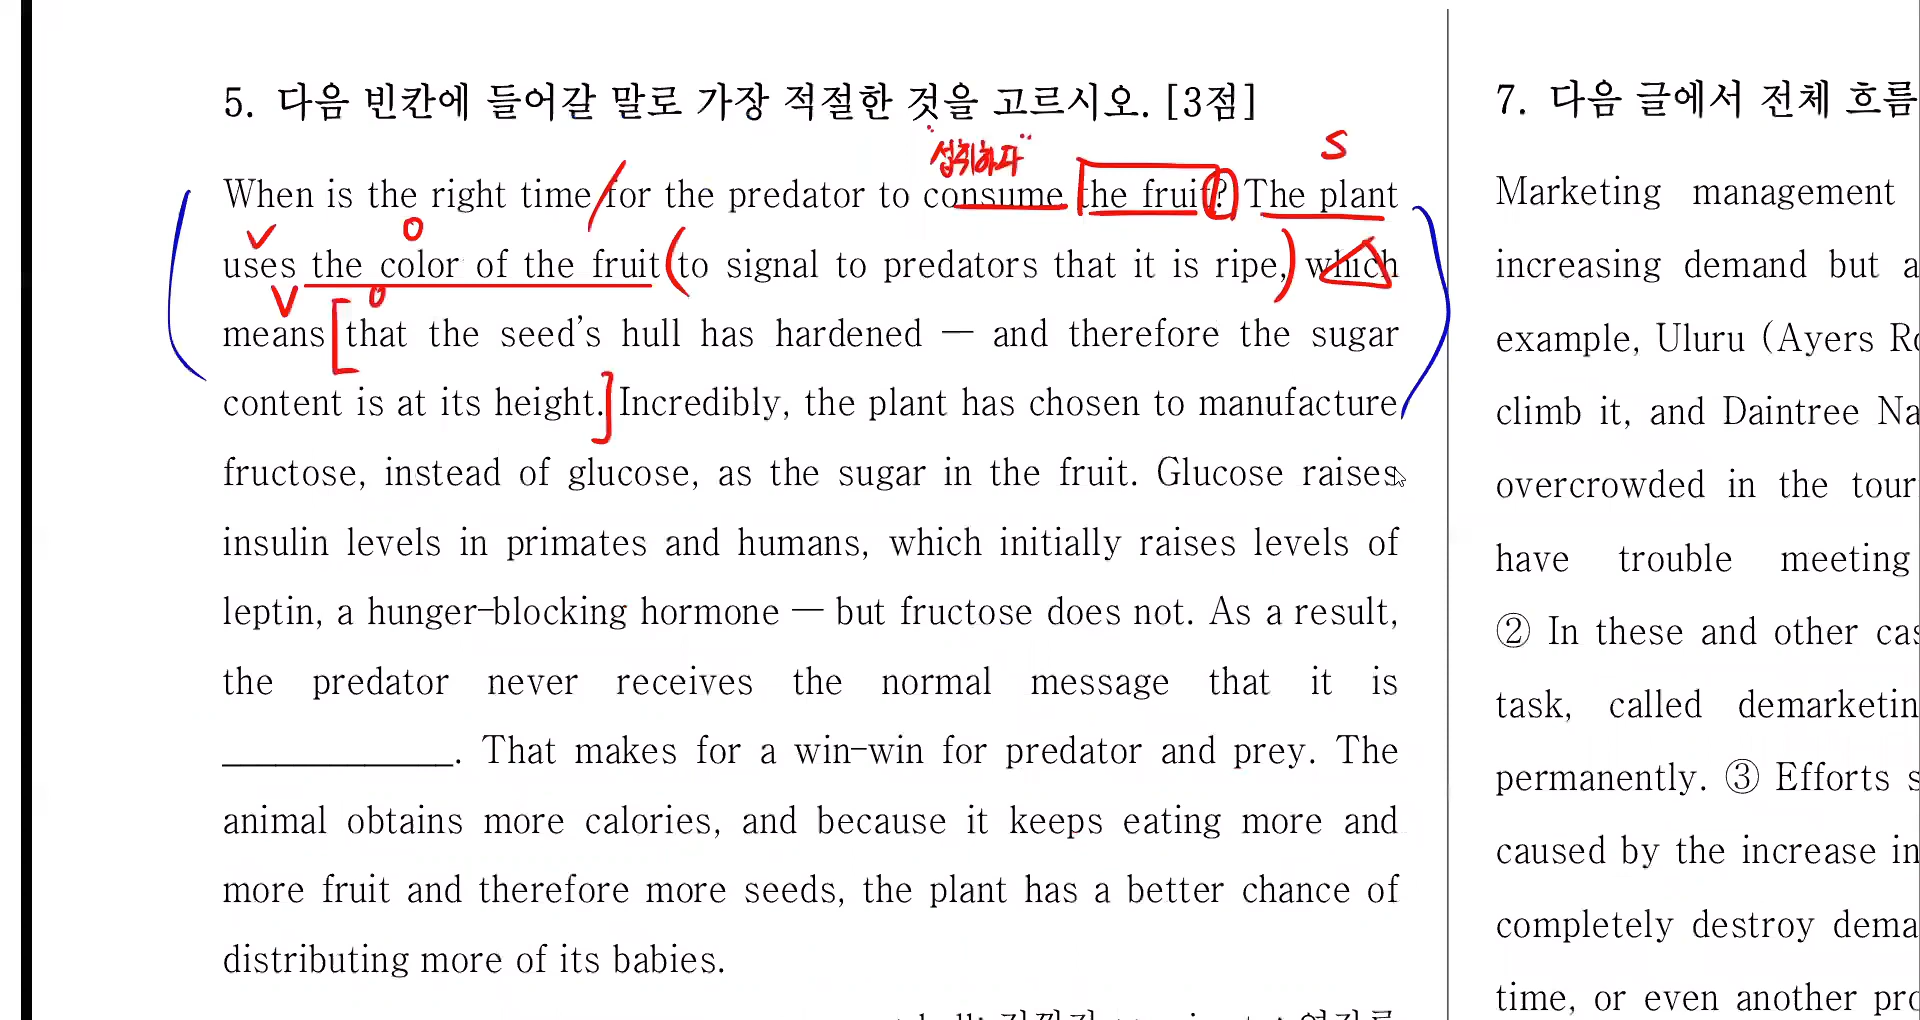 5. 다음 빈칸에 들어갈 말로 가장 적절한 것을 고르시오. [3점]
"섭취하다"
S
When is the right time for the predator to consume the fruit? The plant
V O
uses the color of the fruit to signal to predators that it is ripe, which
V O
means that the seed's hull has hardened — and therefore the sugar
content is at its height. Incredibly, the plant has chosen to manufacture
fructose, instead of glucose, as the sugar in the fruit. Glucose raises
insulin levels in primates and humans, which initially raises levels of
leptin, a hunger-blocking hormone — but fructose does not. As a result,
the predator never receives the normal message that it is
____________. That makes for a win-win for predator and prey. The
animal obtains more calories, and because it keeps eating more and
more fruit and therefore more seeds, the plant has a better chance of
distributing more of its babies.
7. 다음 글에서 전체 흐름
Marketing management
increasing demand but a
example, Uluru (Ayers Ro
climb it, and Daintree Na
overcrowded in the tour
have trouble meeting
② In these and other cas
task, called demarketin
permanently. ③ Efforts s
caused by the increase in
completely destroy dema
time, or even another pro